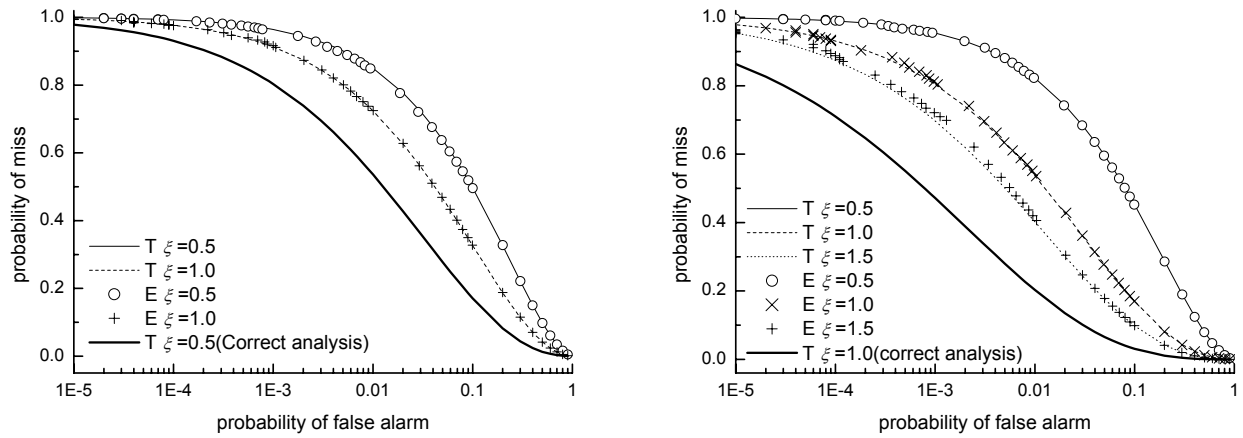 probability of miss
1.0
0.8
0.6
0.4
0.2
0.0
T ξ=0.5
T ξ=1.0
E ξ=0.5
E ξ=1.0
T ξ=0.5(Correct analysis)
1E-5
1E-4
1E-3
0.01
0.1
1
probability of false alarm
probability of miss
1.0
0.8
0.6
0.4
0.2
0.0
T ξ=0.5
T ξ=1.0
T ξ=1.5
E ξ=0.5
E ξ=1.0
E ξ=1.5
T ξ=1.0(correct analysis)
1E-5
1E-4
1E-3
0.01
0.1
1
probability of false alarm